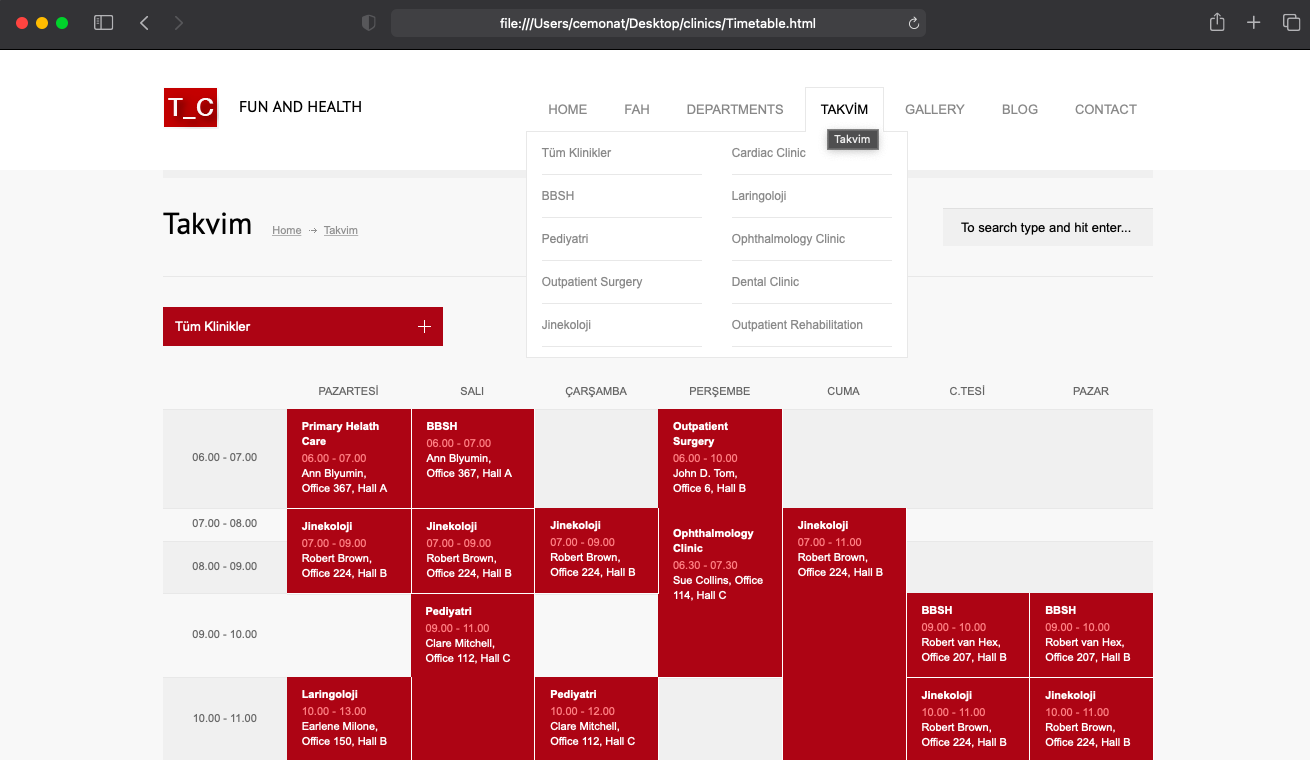 file:///Users/cemonat/Desktop/clinics/Timetable.html
T_C
FUN AND HEALTH
HOME
FAH
DEPARTMENTS
TAKVİM
GALLERY
BLOG
CONTACT
Takvim
Tüm Klinikler
Cardiac Clinic
BBSH
Laringoloji
Pediyatri
Ophthalmology Clinic
Outpatient Surgery
Dental Clinic
Jinekoloji
Outpatient Rehabilitation
Takvim
Home → Takvim
To search type and hit enter...
Tüm Klinikler
PAZARTESİ
SALI
ÇARŞAMBA
PERŞEMBE
CUMA
C.TESİ
PAZAR
06.00 - 07.00
Primary Helath
Care
06.00 - 07.00
Ann Blyumin,
Office 367, Hall A
BBSH
06.00 - 07.00
Ann Blyumin,
Office 367, Hall A
Outpatient
Surgery
06.00 - 10.00
John D. Tom,
Office 6, Hall B
Ophthalmology
Clinic
06.30 - 07.30
Sue Collins, Office
114, Hall C
07.00 - 08.00
Jinekoloji
07.00 - 09.00
Robert Brown,
Office 224, Hall B
Jinekoloji
07.00 - 09.00
Robert Brown,
Office 224, Hall B
Jinekoloji
07.00 - 09.00
Robert Brown,
Office 224, Hall B
Jinekoloji
07.00 - 11.00
Robert Brown,
Office 224, Hall B
08.00 - 09.00
09.00 - 10.00
Pediyatri
09.00 - 11.00
Clare Mitchell,
Office 112, Hall C
BBSH
09.00 - 10.00
Robert van Hex,
Office 207, Hall B
BBSH
09.00 - 10.00
Robert van Hex,
Office 207, Hall B
10.00 - 11.00
Laringoloji
10.00 - 13.00
Earlene Milone,
Office 150, Hall B
Pediyatri
10.00 - 12.00
Clare Mitchell,
Office 112, Hall C
Jinekoloji
10.00 - 11.00
Robert Brown,
Office 224, Hall B
Jinekoloji
10.00 - 11.00
Robert Brown,
Office 224, Hall B